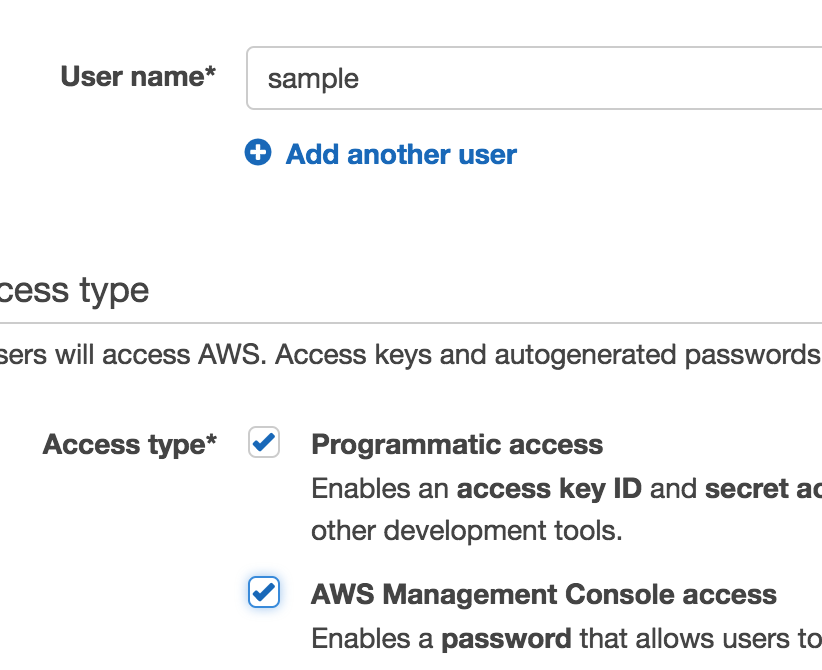 User name* sample
Add another user
cess type
sers will access AWS. Access keys and autogenerated passwords
Access type* Programmatic access
Enables an access key ID and secret ac
other development tools.
AWS Management Console access
Enables a password that allows users to